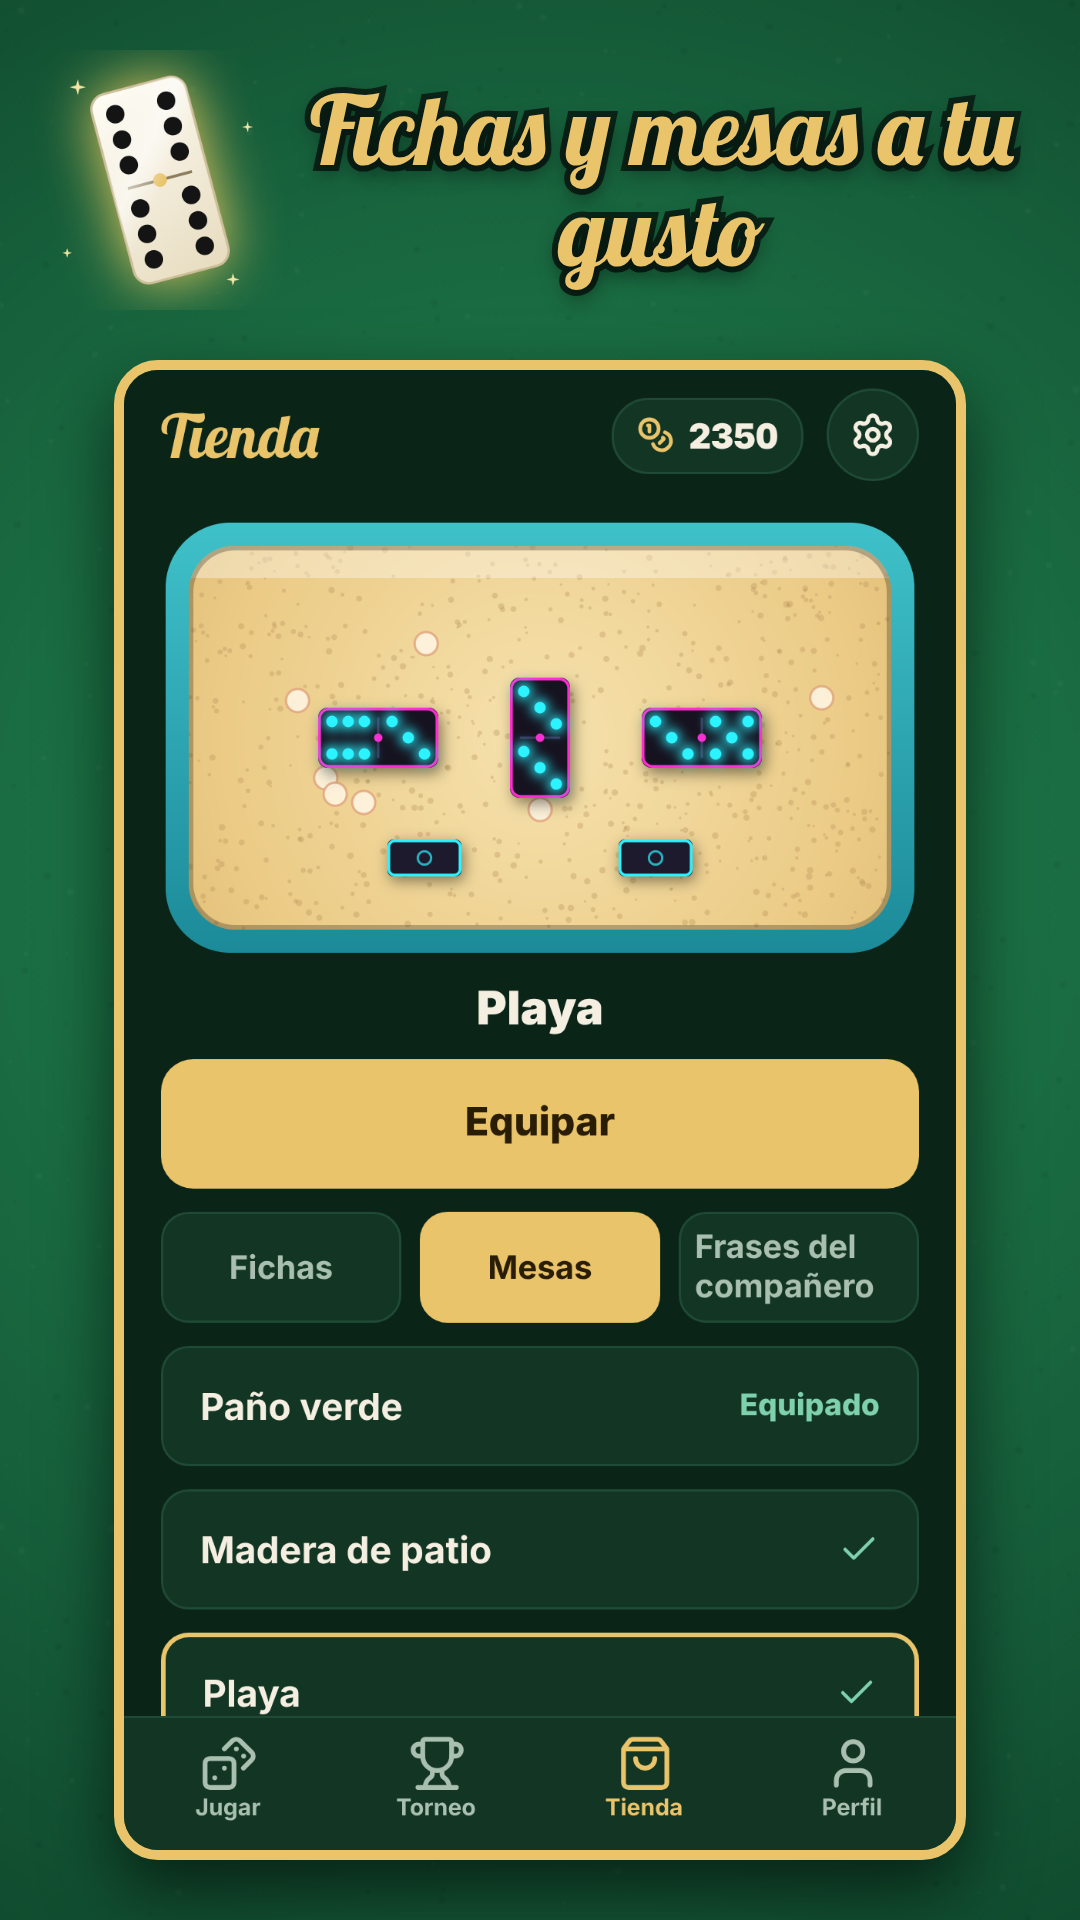 Fichas y mesas a tu
gusto
Tienda
2350
Playa
Equipar
Fichas
Mesas
Frases del
compañero
Paño verde
Equipado
Madera de patio
Playa
Jugar
Torneo
Tienda
Perfil